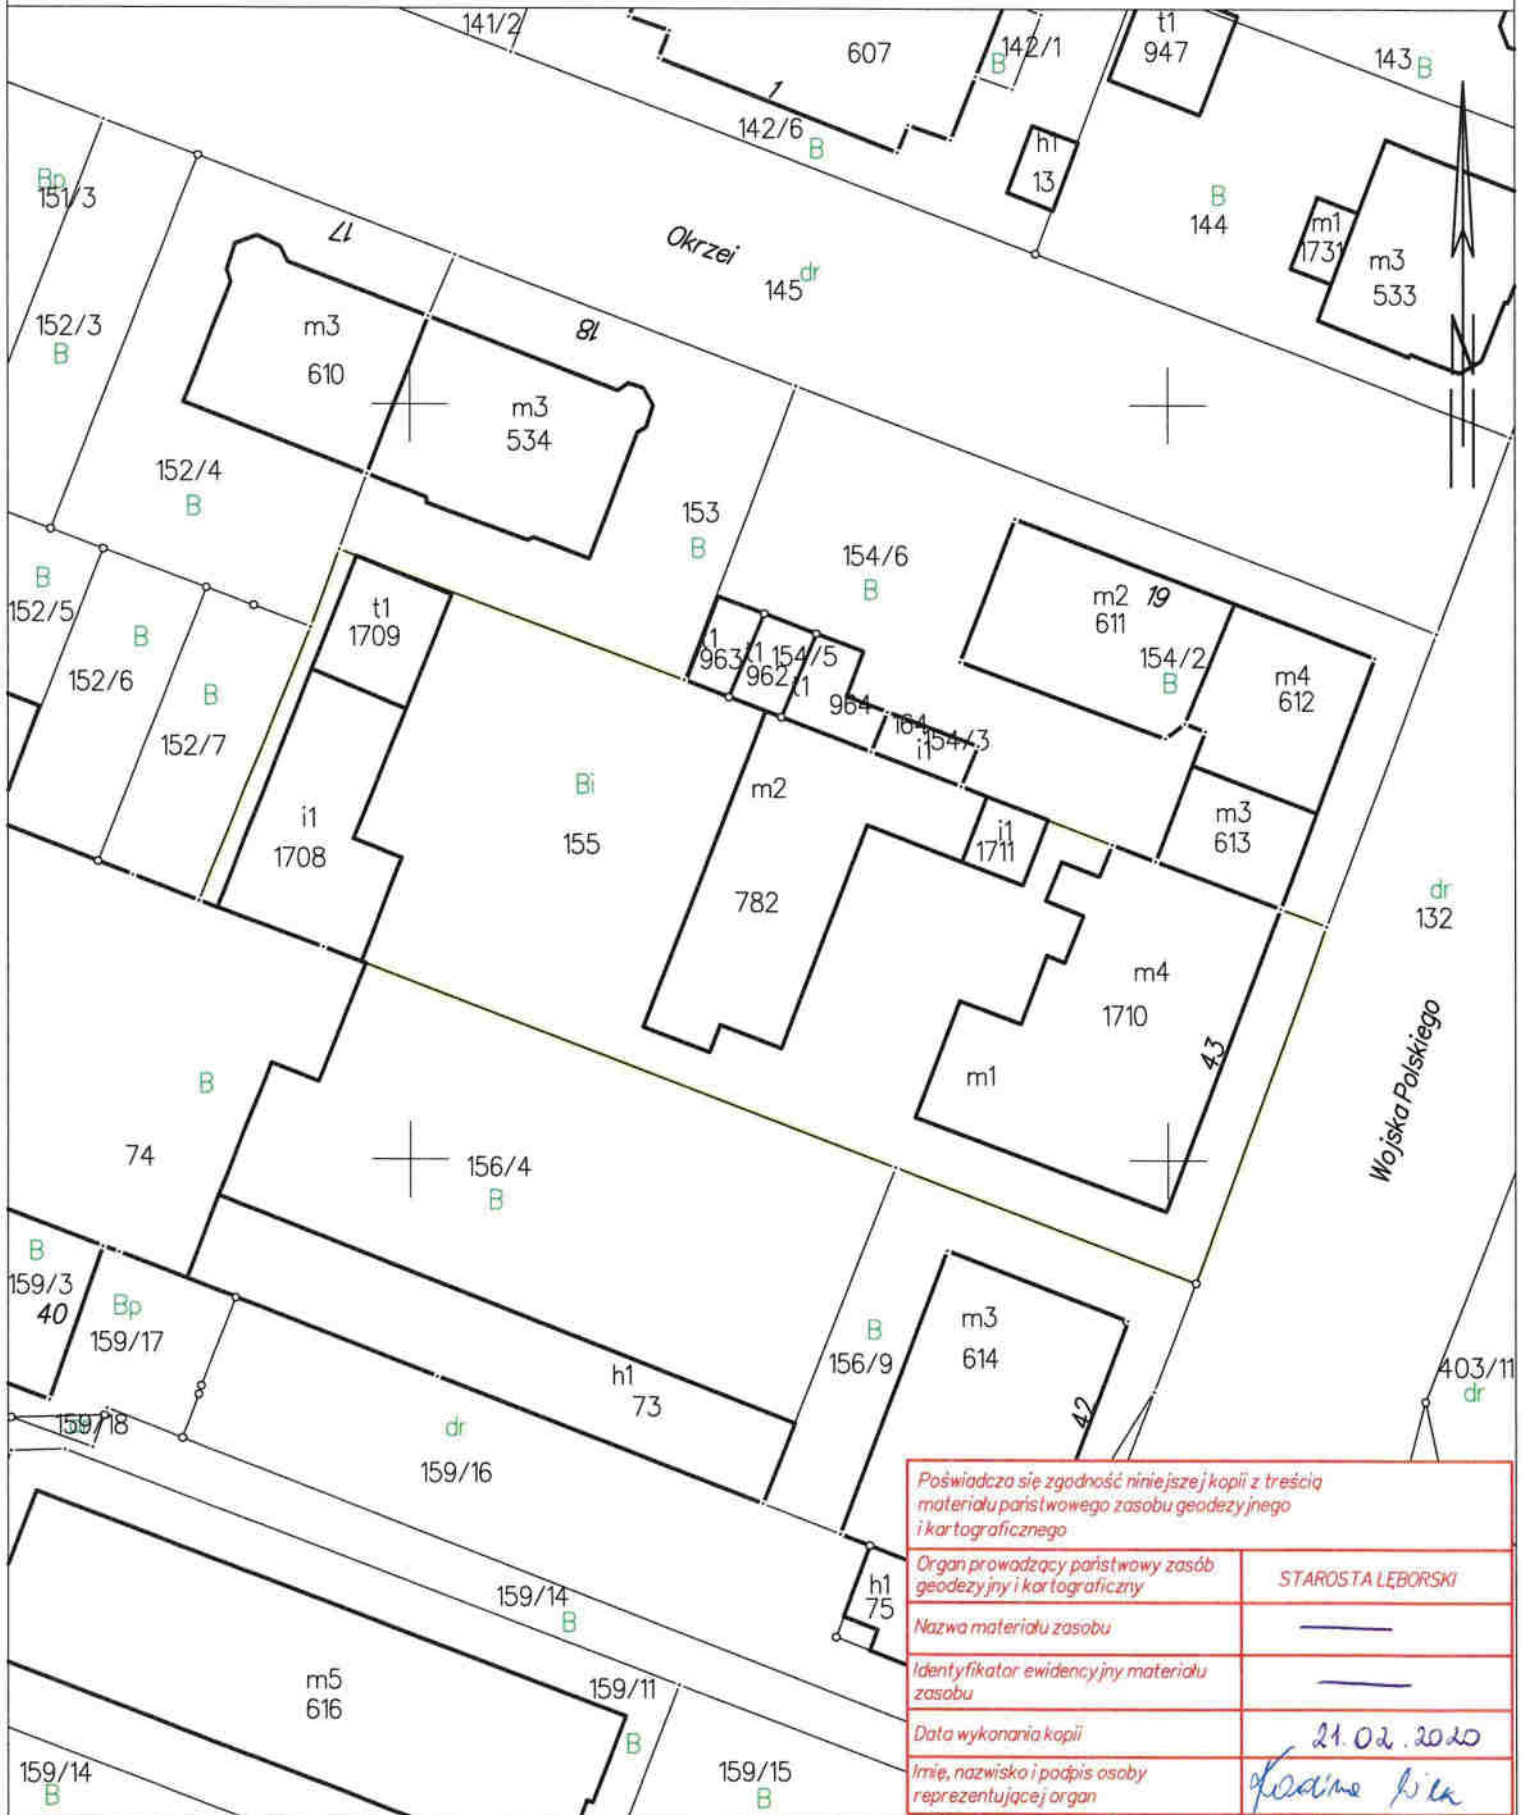 141/2
607
142/1
B
t1
947
143 B
1
142/6
B
h1
13
Bp
151/3
B
144
m1
1731
m3
533
17
Okrzei
dr
145
152/3
B
m3
610
18
m3
534
152/4
B
153
B
154/6
B
B
152/5
B
152/6
B
152/7
t1
1709
963
962
154/5
964
164
154/3
i1
m2
611
19
154/2
B
m4
612
i1
1708
Bi
155
m2
782
i1
1711
m3
613
dr
132
m4
1710
43
m1
Wojska Polskiego
B
74
156/4
B
B
159/3
40
Bp
159/17
159/18
B
156/9
m3
614
42
h1
73
403/11
dr
dr
159/16
h1
75
159/14
B
m5
616
159/11
B
159/14
B
159/15
B
Poświadcza się zgodność niniejszej kopii z treścią
materiału państwowego zasobu geodezyjnego
i kartograficznego
Organ prowadzący państwowy zasób
geodezyjny i kartograficzny
STAROSTA LĘBORSKI
Nazwa materiału zasobu
Identyfikator ewidencyjny materiału
zasobu
Data wykonania kopii
21.02.2020
Imię, nazwisko i podpis osoby
reprezentującej organ